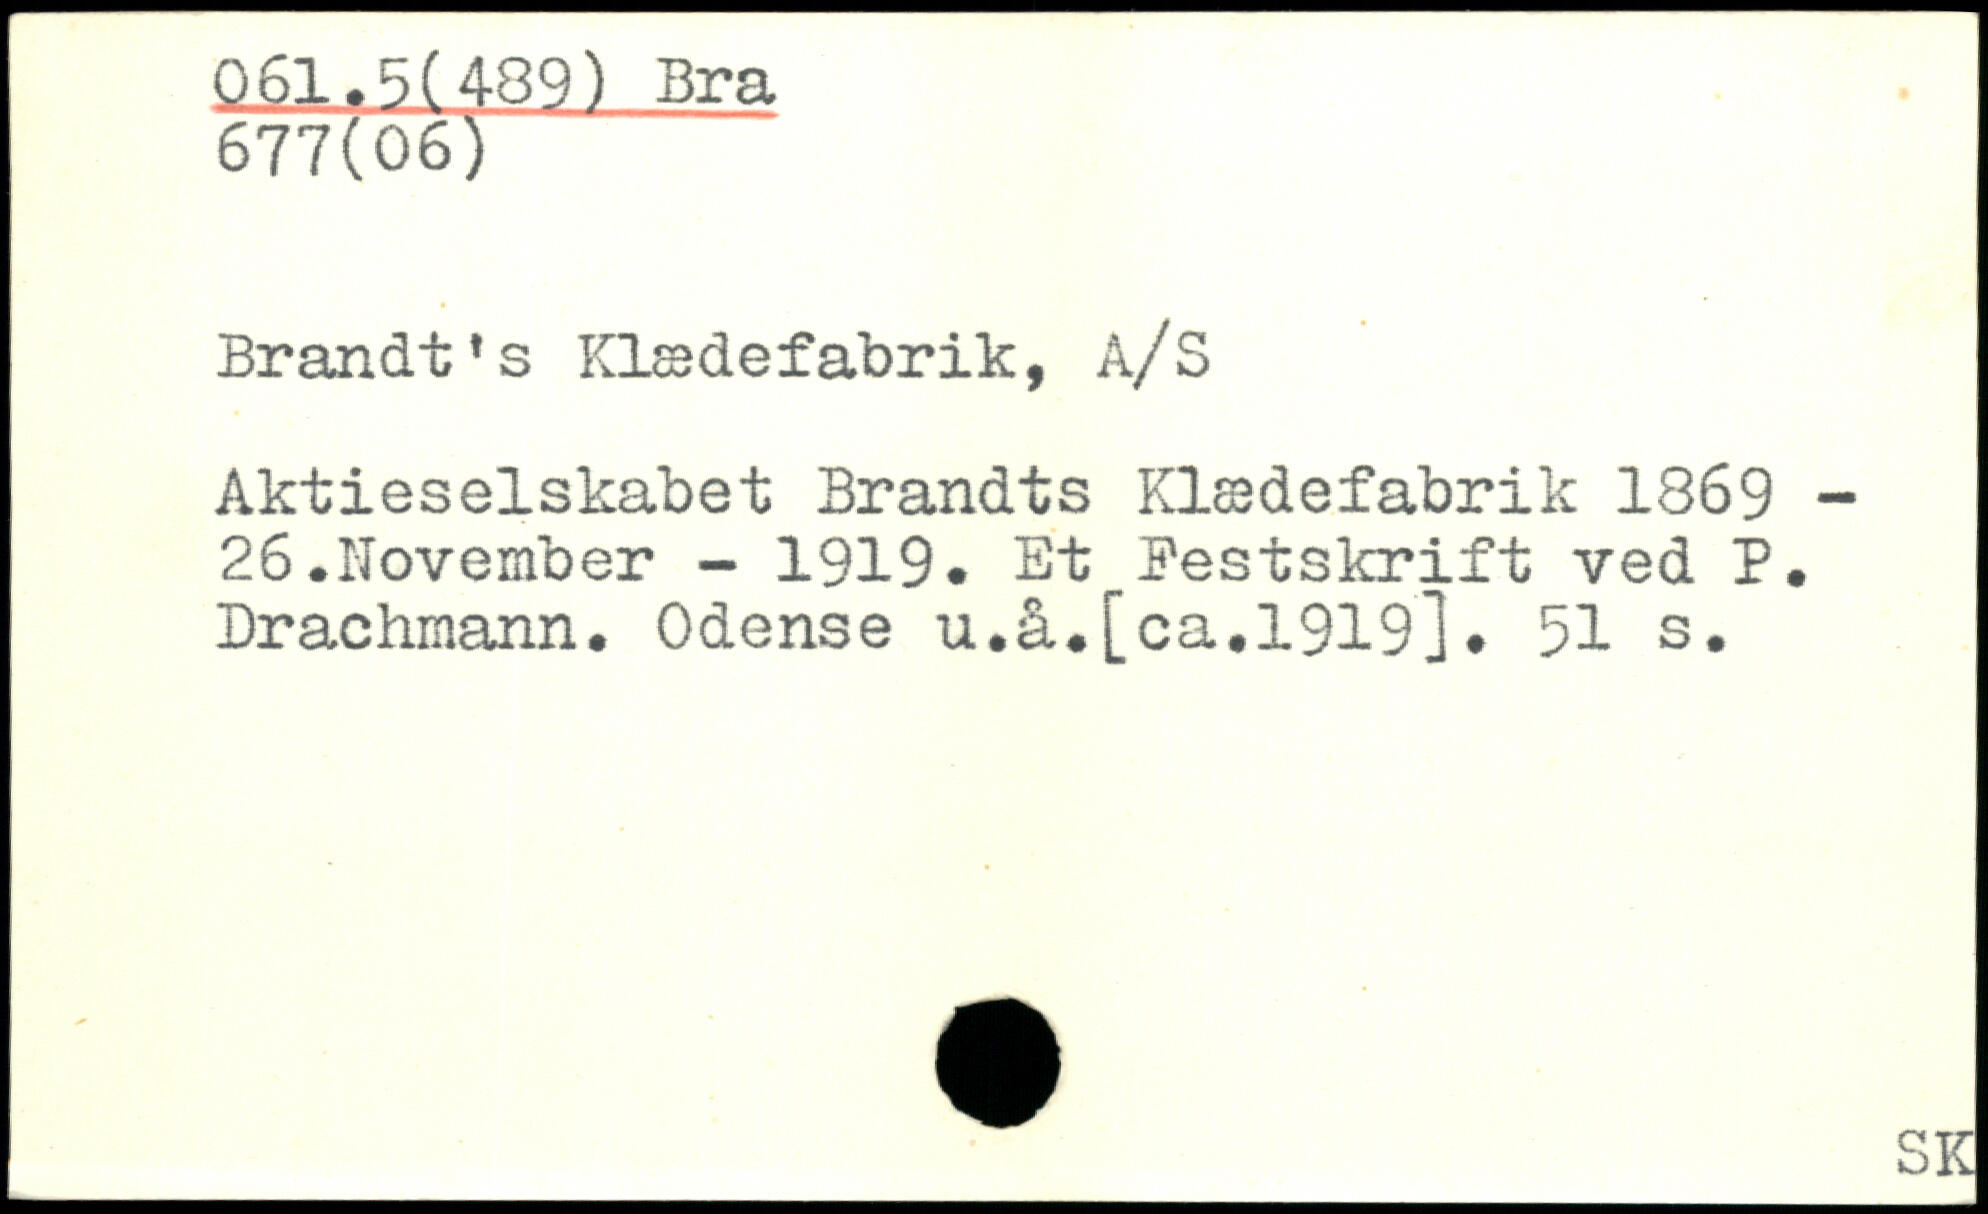 061.5(489) Bra
677(06)
Brandt's Klædefabrik, A/S
Aktieselskabet Brandts Klædefabrik 1869 -
26.November - 1919. Et Festskrift ved P.
Drachmann. Odense u.å.[ca.1919]. 51 s.
SK